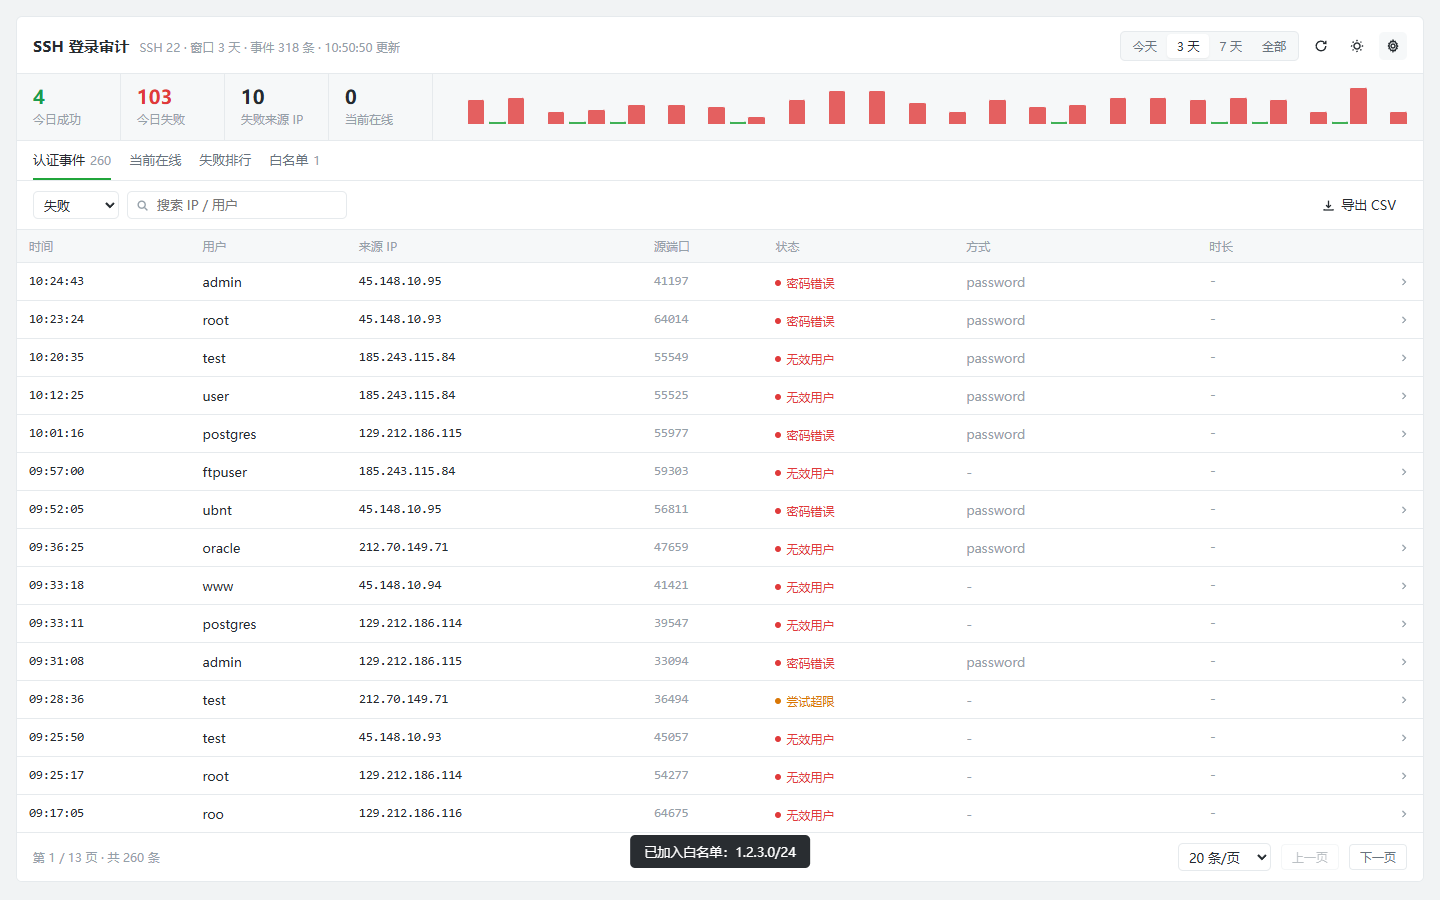 SSH 登录审计 SSH 22 · 窗口 3 天 · 事件 318 条 · 10:50:50 更新 今天 3 天 7 天 全部
4 103 10 0
今日成功 今日失败 失败来源 IP 当前在线
认证事件 260 当前在线 失败排行 白名单 1
失败 搜索 IP / 用户 导出 CSV
时间 用户 来源 IP 源端口 状态 方式 时长
10:24:43 admin 45.148.10.95 41197 密码错误 password -
10:23:24 root 45.148.10.93 64014 密码错误 password -
10:20:35 test 185.243.115.84 55549 无效用户 password -
10:12:25 user 185.243.115.84 55525 无效用户 password -
10:01:16 postgres 129.212.186.115 55977 密码错误 password -
09:57:00 ftpuser 185.243.115.84 59303 无效用户 - -
09:52:05 ubnt 45.148.10.95 56811 密码错误 password -
09:36:25 oracle 212.70.149.71 47659 无效用户 password -
09:33:18 www 45.148.10.94 41421 无效用户 - -
09:33:11 postgres 129.212.186.114 39547 无效用户 - -
09:31:08 admin 129.212.186.115 33094 密码错误 password -
09:28:36 test 212.70.149.71 36494 尝试超限 - -
09:25:50 test 45.148.10.93 45057 无效用户 - -
09:25:17 root 129.212.186.114 54277 无效用户 - -
09:17:05 roo 129.212.186.116 64675 无效用户 - -
已加入白名单：1.2.3.0/24
第 1 / 13 页 · 共 260 条 20 条/页 上一页 下一页